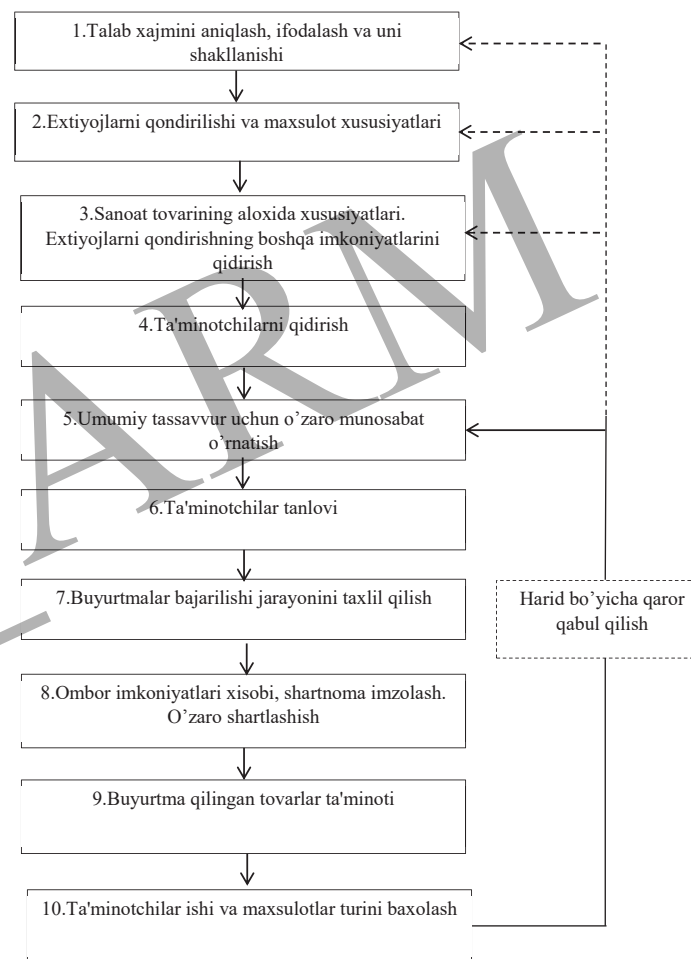 1.Talab xajmini aniqlash, ifodalash va uni
shakllanishi
2.Extiyojlarni qondirilishi va maxsulot xususiyatlari
3.Sanoat tovarining aloxida xususiyatlari.
Extiyojlarni qondirishning boshqa imkoniyatlarini
qidirish
4.Ta'minotchilarni qidirish
5.Umumiy tassavvur uchun o’zaro munosabat
o’rnatish
6.Ta'minotchilar tanlovi
7.Buyurtmalar bajarilishi jarayonini taxlil qilish
Harid bo’yicha qaror
qabul qilish
8.Ombor imkoniyatlari xisobi, shartnoma imzolash.
O’zaro shartlashish
9.Buyurtma qilingan tovarlar ta'minoti
10.Ta'minotchilar ishi va maxsulotlar turini baxolash
ARM